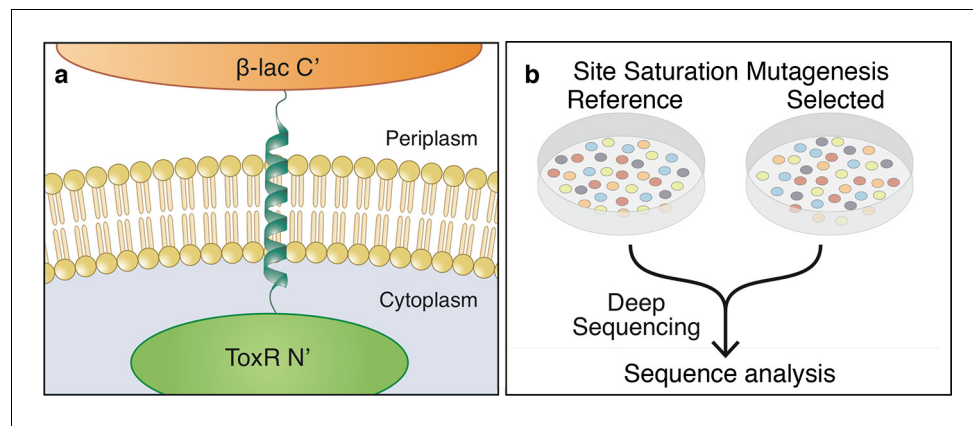 a
β-lac C’
Periplasm
Cytoplasm
ToxR N’
b
Site Saturation Mutagenesis
Reference Selected
Deep
Sequencing
Sequence analysis